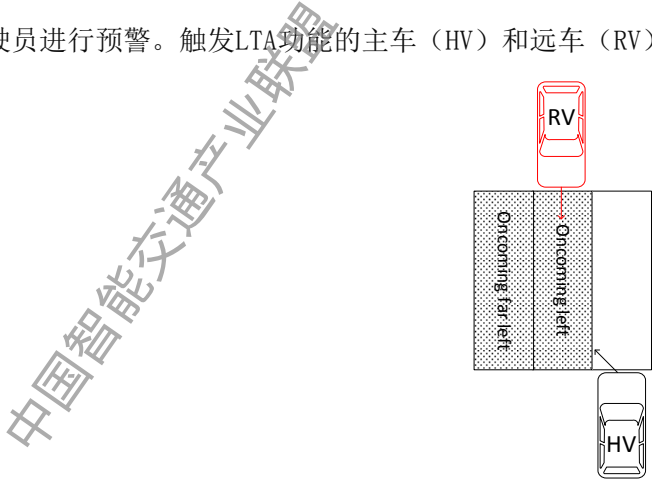 驶员进行预警。触发LTA功能的主车（HV）和远车（RV）
RV
Oncoming far left
Oncoming left
HV
中国智能交通产业联盟